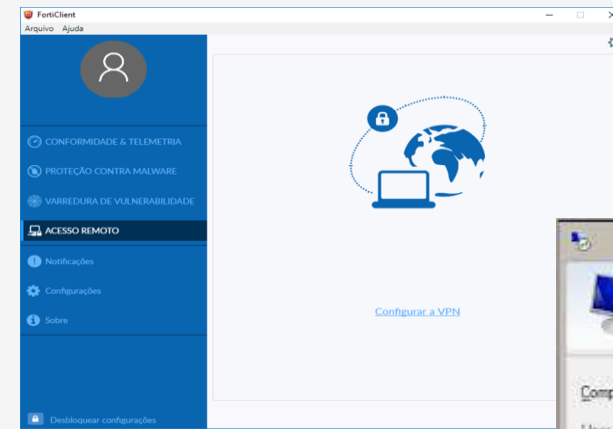 FortiClient
Arquivo Ajuda
CONFORMIDADE & TELEMETRIA
PROTEÇÃO CONTRA MALWARE
VARREDURA DE VULNERABILIDADE
ACESSO REMOTO
Notificações
Configurações
Sobre
Configurar a VPN
Desbloquear configurações
Comp